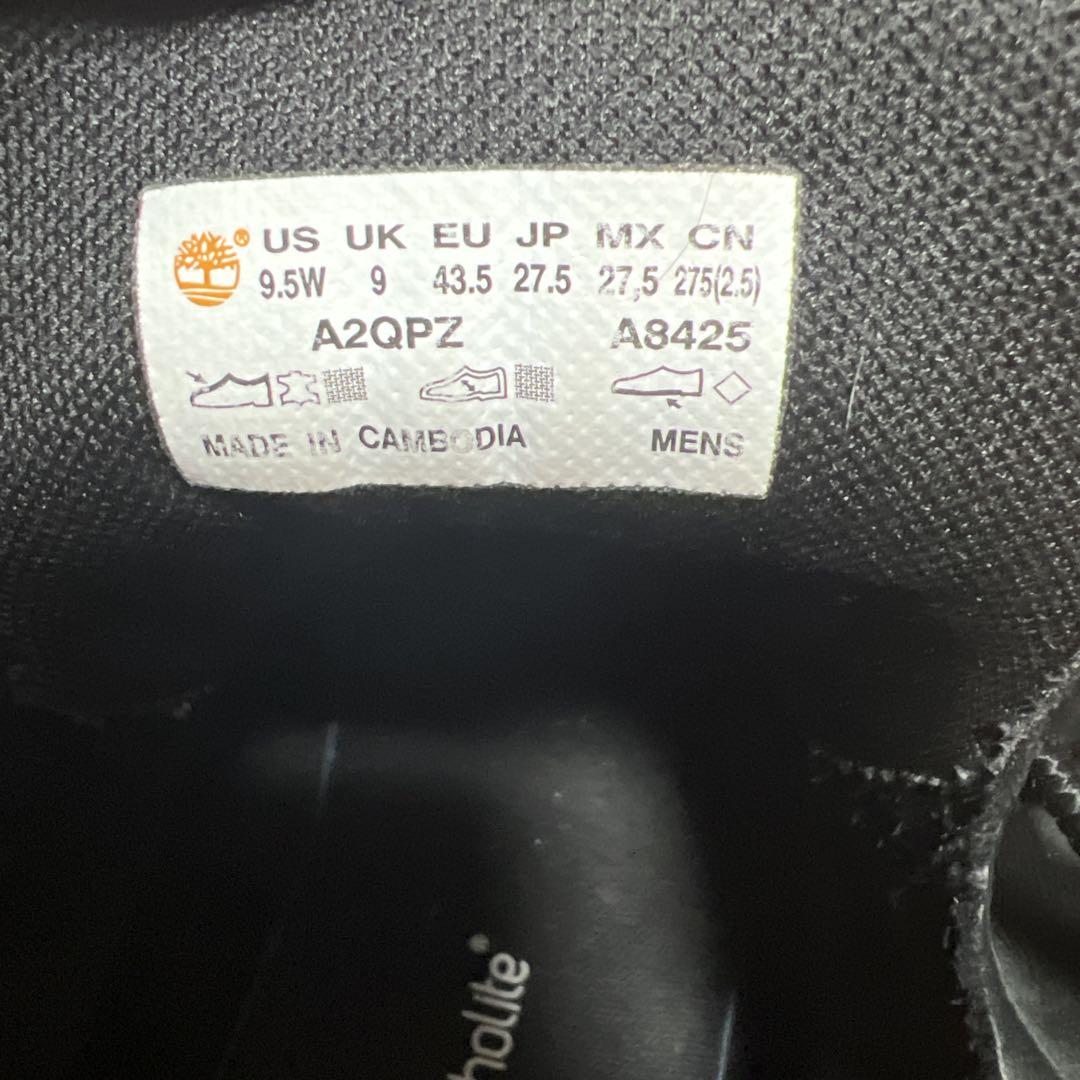 ® US UK EU JP MX CN
9.5W 9 43.5 27.5 27,5 275(2.5)
A2QPZ A8425
MADE IN CAMBODIA MENS
holite®